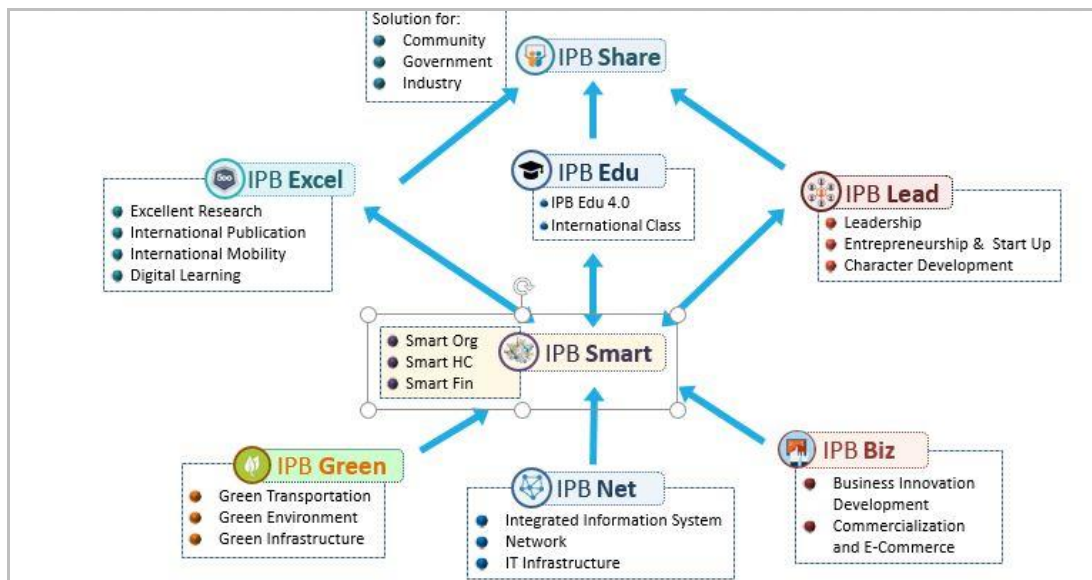 Solution for:
Community
Government
Industry
IPB Share
IPB Excel
Excellent Research
International Publication
International Mobility
Digital Learning
IPB Edu
IPB Edu 4.0
International Class
IPB Lead
Leadership
Entrepreneurship & Start Up
Character Development
Smart Org
Smart HC
Smart Fin
IPB Smart
IPB Green
Green Transportation
Green Environment
Green Infrastructure
IPB Net
Integrated Information System
Network
IT Infrastructure
IPB Biz
Business Innovation
Development
Commercialization
and E-Commerce